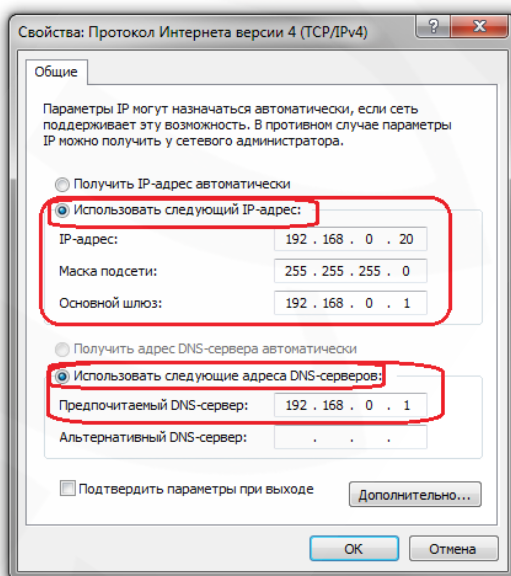 Свойства: Протокол Интернета версии 4 (TCP/IPv4)
Общие
Параметры IP могут назначаться автоматически, если сеть
поддерживает эту возможность. В противном случае параметры
IP можно получить у сетевого администратора.
Получить IP-адрес автоматически
Использовать следующий IP-адрес:
IP-адрес: 192 . 168 . 0 . 20
Маска подсети: 255 . 255 . 255 . 0
Основной шлюз: 192 . 168 . 0 . 1
Получить адрес DNS-сервера автоматически
Использовать следующие адреса DNS-серверов:
Предпочитаемый DNS-сервер: 192 . 168 . 0 . 1
Альтернативный DNS-сервер: . . .
Подтвердить параметры при выходе
Дополнительно...
ОК Отмена